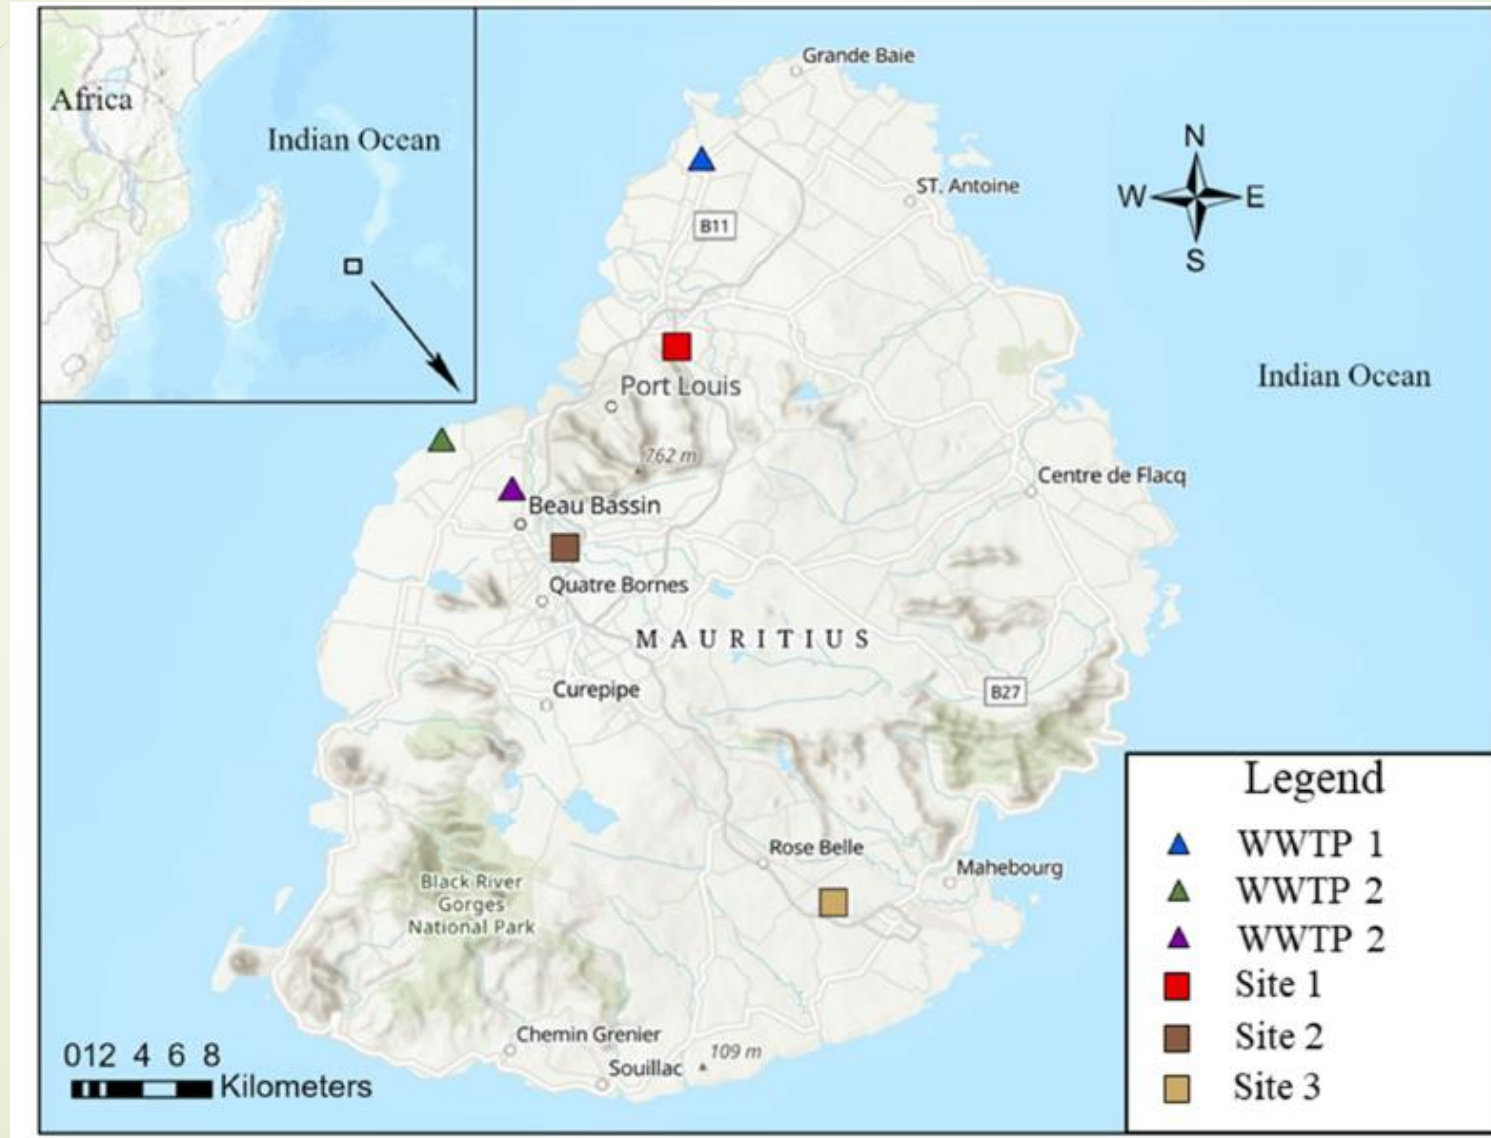 Africa
Indian Ocean
Grande Baie
N
W
E
S
ST. Antoine
B11
Port Louis
Indian Ocean
762 m
Centre de Flacq
Beau Bassin
Quatre Bornes
MAURITIUS
Curepipe
B27
Rose Belle
Mahebourg
Black River
Gorges
National Park
Chemin Grenier
Souillac
109 m
012 4 6 8
Kilometers
Legend
WWTP 1
WWTP 2
WWTP 2
Site 1
Site 2
Site 3